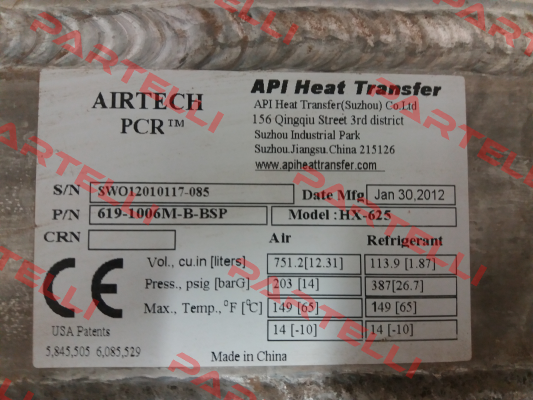 AIRTECH
PCR™
API Heat Transfer
API Heat Transfer(Suzhou) Co.Ltd
156 Qingqiu Street 3rd district
Suzhou Industrial Park
Suzhou.Jiangsu.China 215126
www.apiheattransfer.com
S/N SWO12010117-085 Date Mfg Jan 30,2012
P/N 619-1006M-B-BSP Model:HX-625
CRN
Air Refrigerant
Vol., cu.in [liters] 751.2[12.31] 113.9 [1.87]
Press., psig [barG] 203 [14] 387[26.7]
Max., Temp., °F [°C] 149 [65] 149 [65]
14 [-10] 14 [-10]
CE
USA Patents
5,845,505 6,085,529
Made in China
PARTELLI
PARTELLI
PARTELLI
PARTELLI
PARTELLI